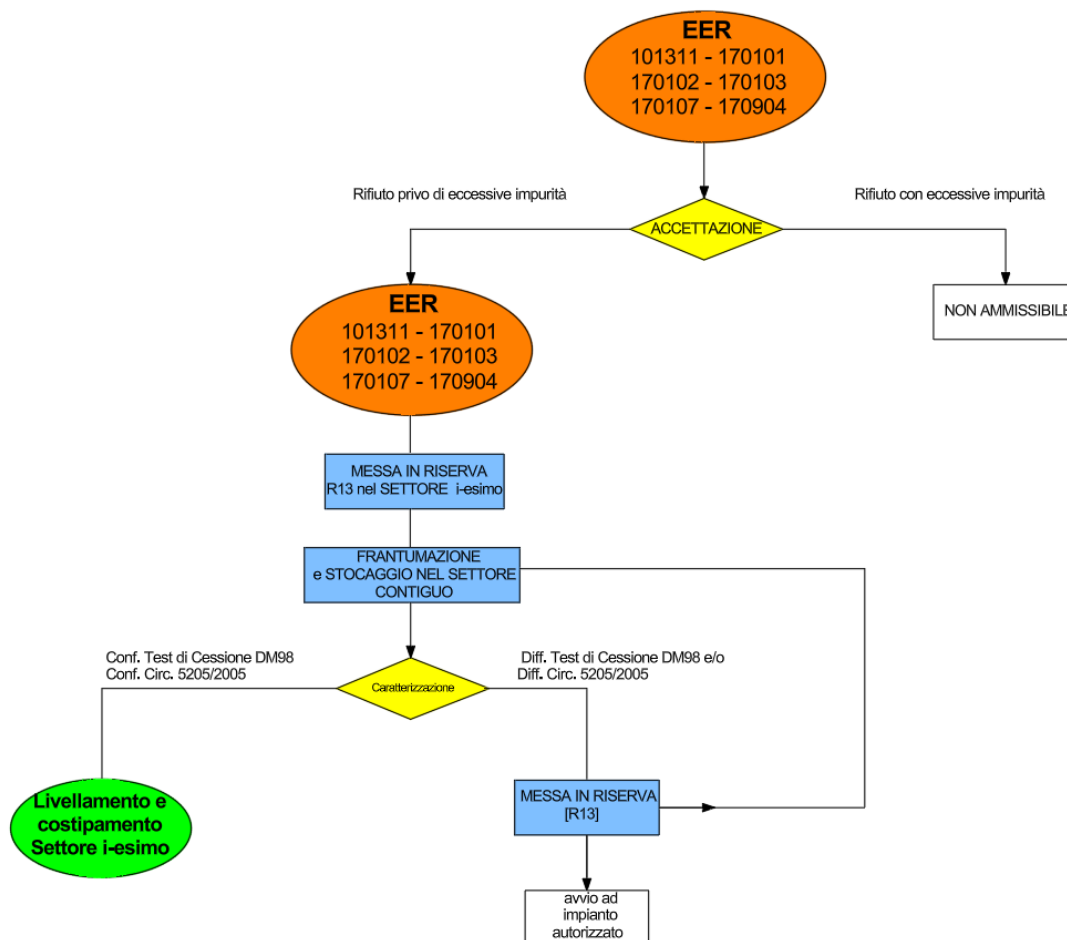 EER
101311 - 170101
170102 - 170103
170107 - 170904
Rifiuto privo di eccessive impurità
Rifiuto con eccessive impurità
ACCETTAZIONE
EER
101311 - 170101
170102 - 170103
170107 - 170904
NON AMMISSIBILE
MESSA IN RISERVA
R13 nel SETTORE i-esimo
FRANTUMAZIONE
e STOCAGGIO NEL SETTORE
CONTIGUO
Conf. Test di Cessione DM98
Conf. Circ. 5205/2005
Diff. Test di Cessione DM98 e/o
Diff. Circ. 5205/2005
Caratterizzazione
Livellamento e
costipamento
Settore i-esimo
MESSA IN RISERVA
[R13]
avvio ad
impianto
autorizzato